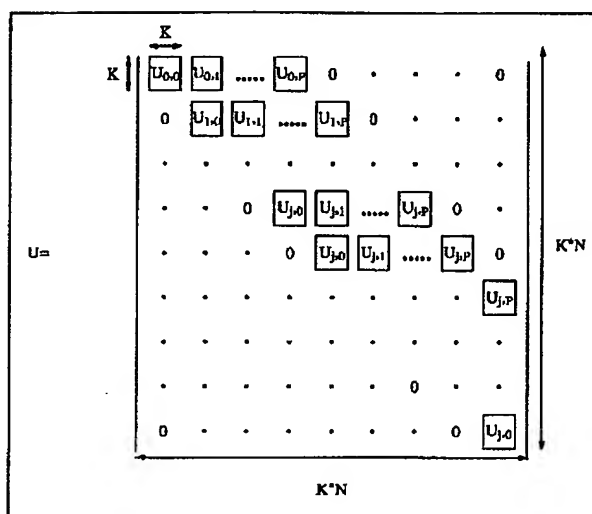 K
K U0,0 U0,1 ..... U0,P 0 . . . 0
0 U1,0 U1,1 ..... U1,P 0 . . .
. . . . . . . . .
. . 0 Uj,0 Uj,1 ..... Uj,P 0 .
U= . . . 0 Uj,0 Uj,1 ..... Uj,P 0 K*N
. . . . . . . . Uj,P
. . . . . . . . .
. . . . . . 0 . .
0 . . . . . . 0 Uj,0
K*N